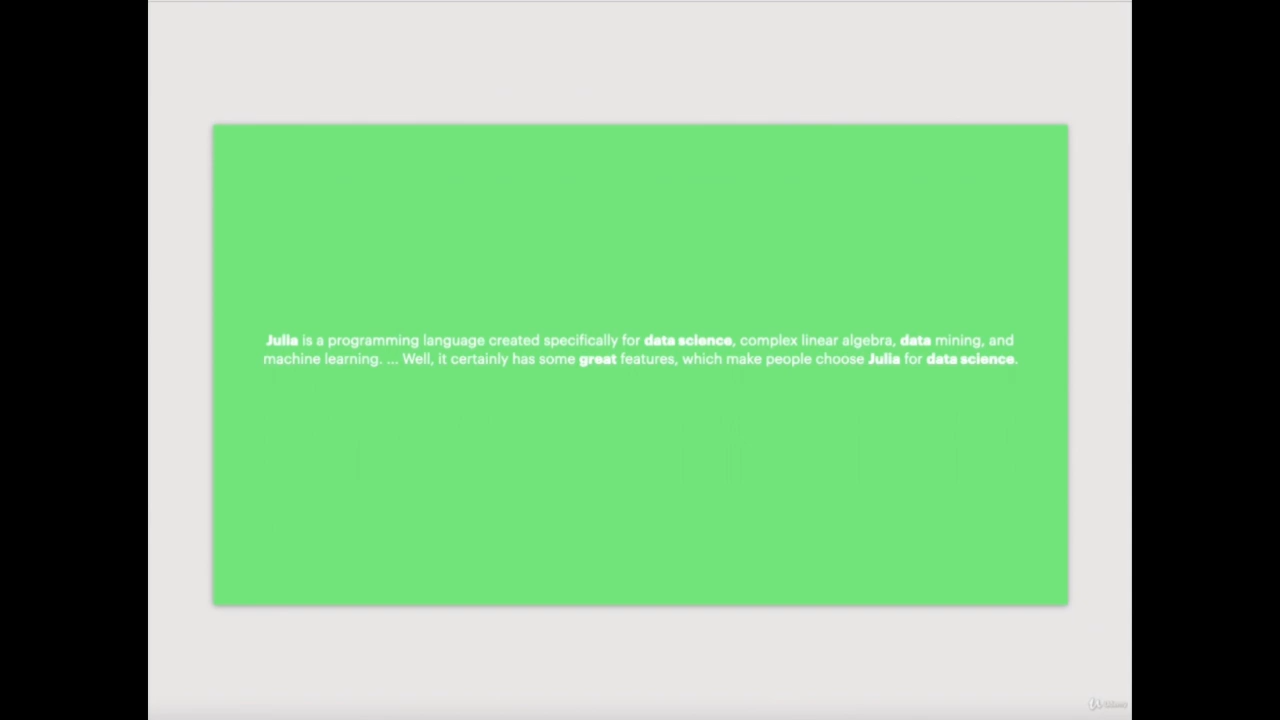 Julia is a programming language created specifically for data science, complex linear algebra, data mining, and
machine learning. ... Well, it certainly has some great features, which make people choose Julia for data science.